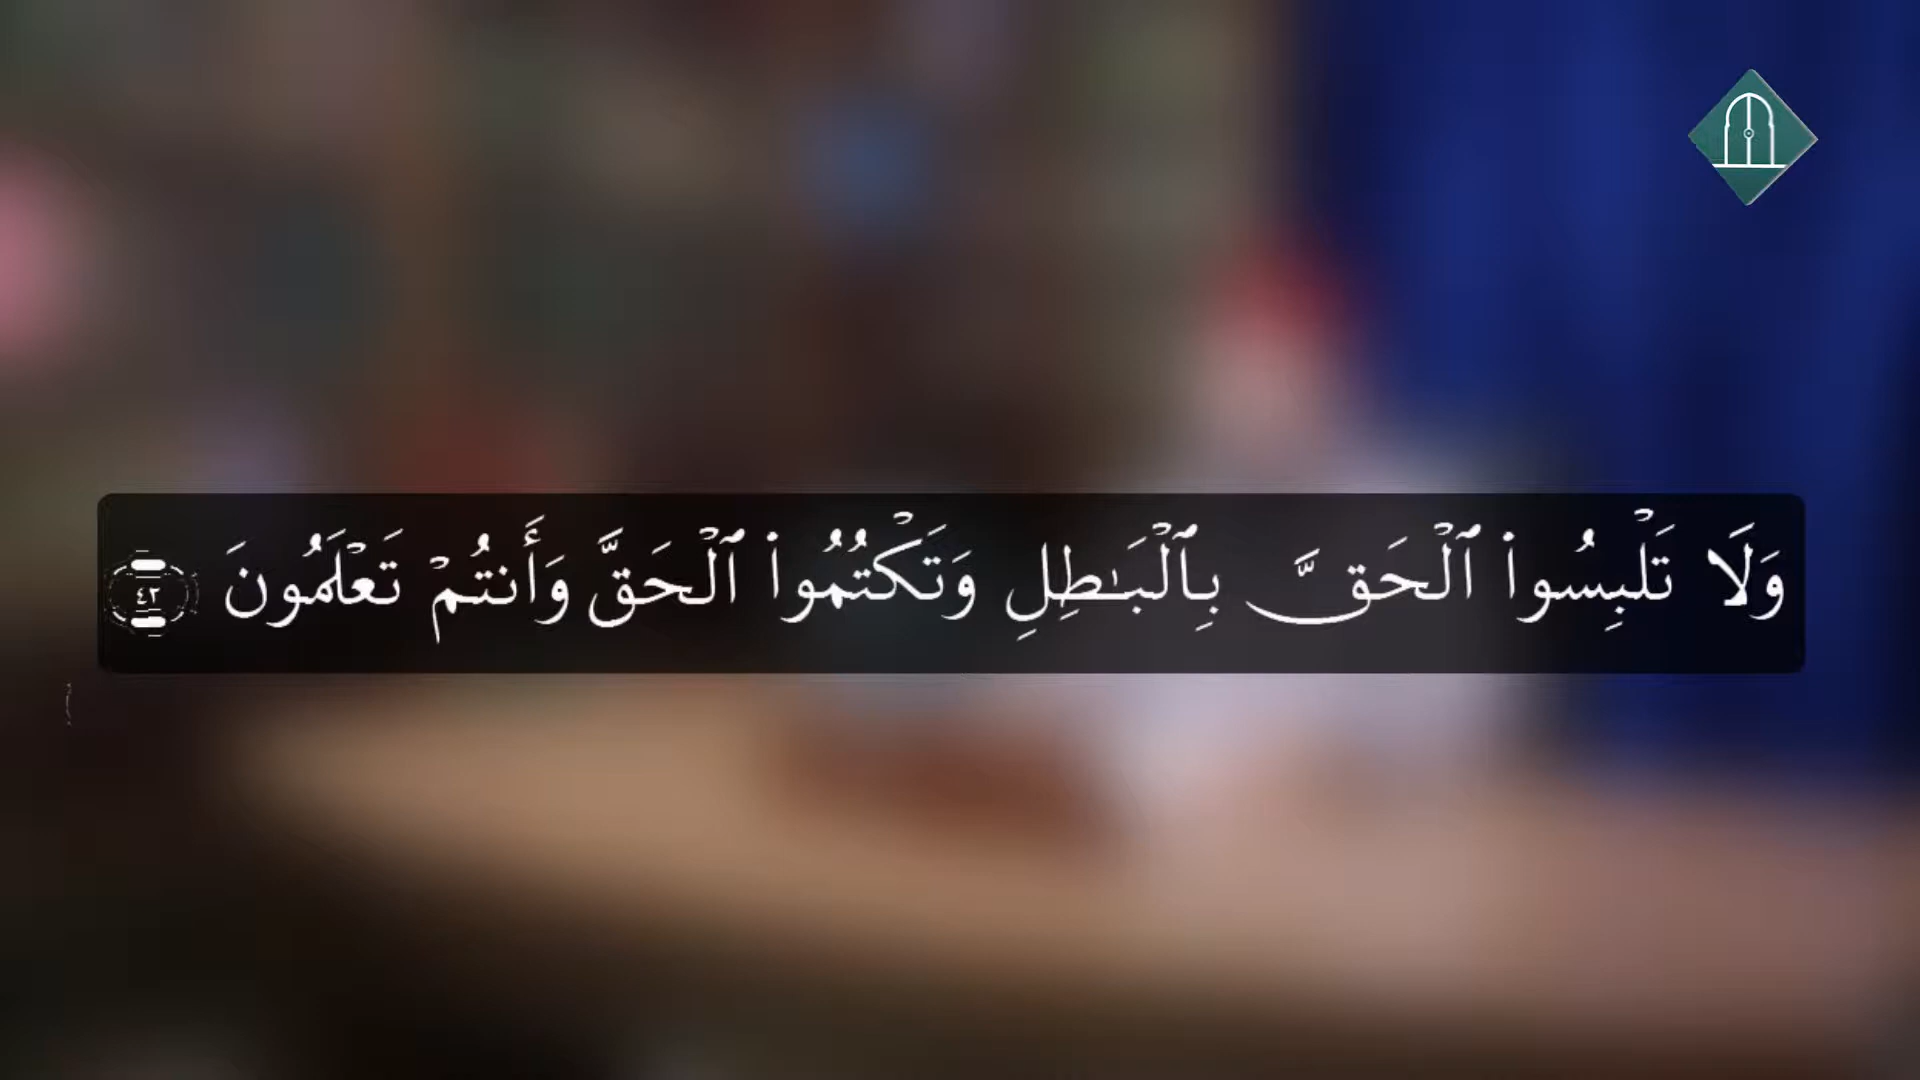 وَلَا تَلْبِسُوا۟ ٱلْحَقَّ بِٱلْبَـٰطِلِ وَتَكْتُمُوا۟ ٱلْحَقَّ وَأَنتُمْ تَعْلَمُونَ ٤٢